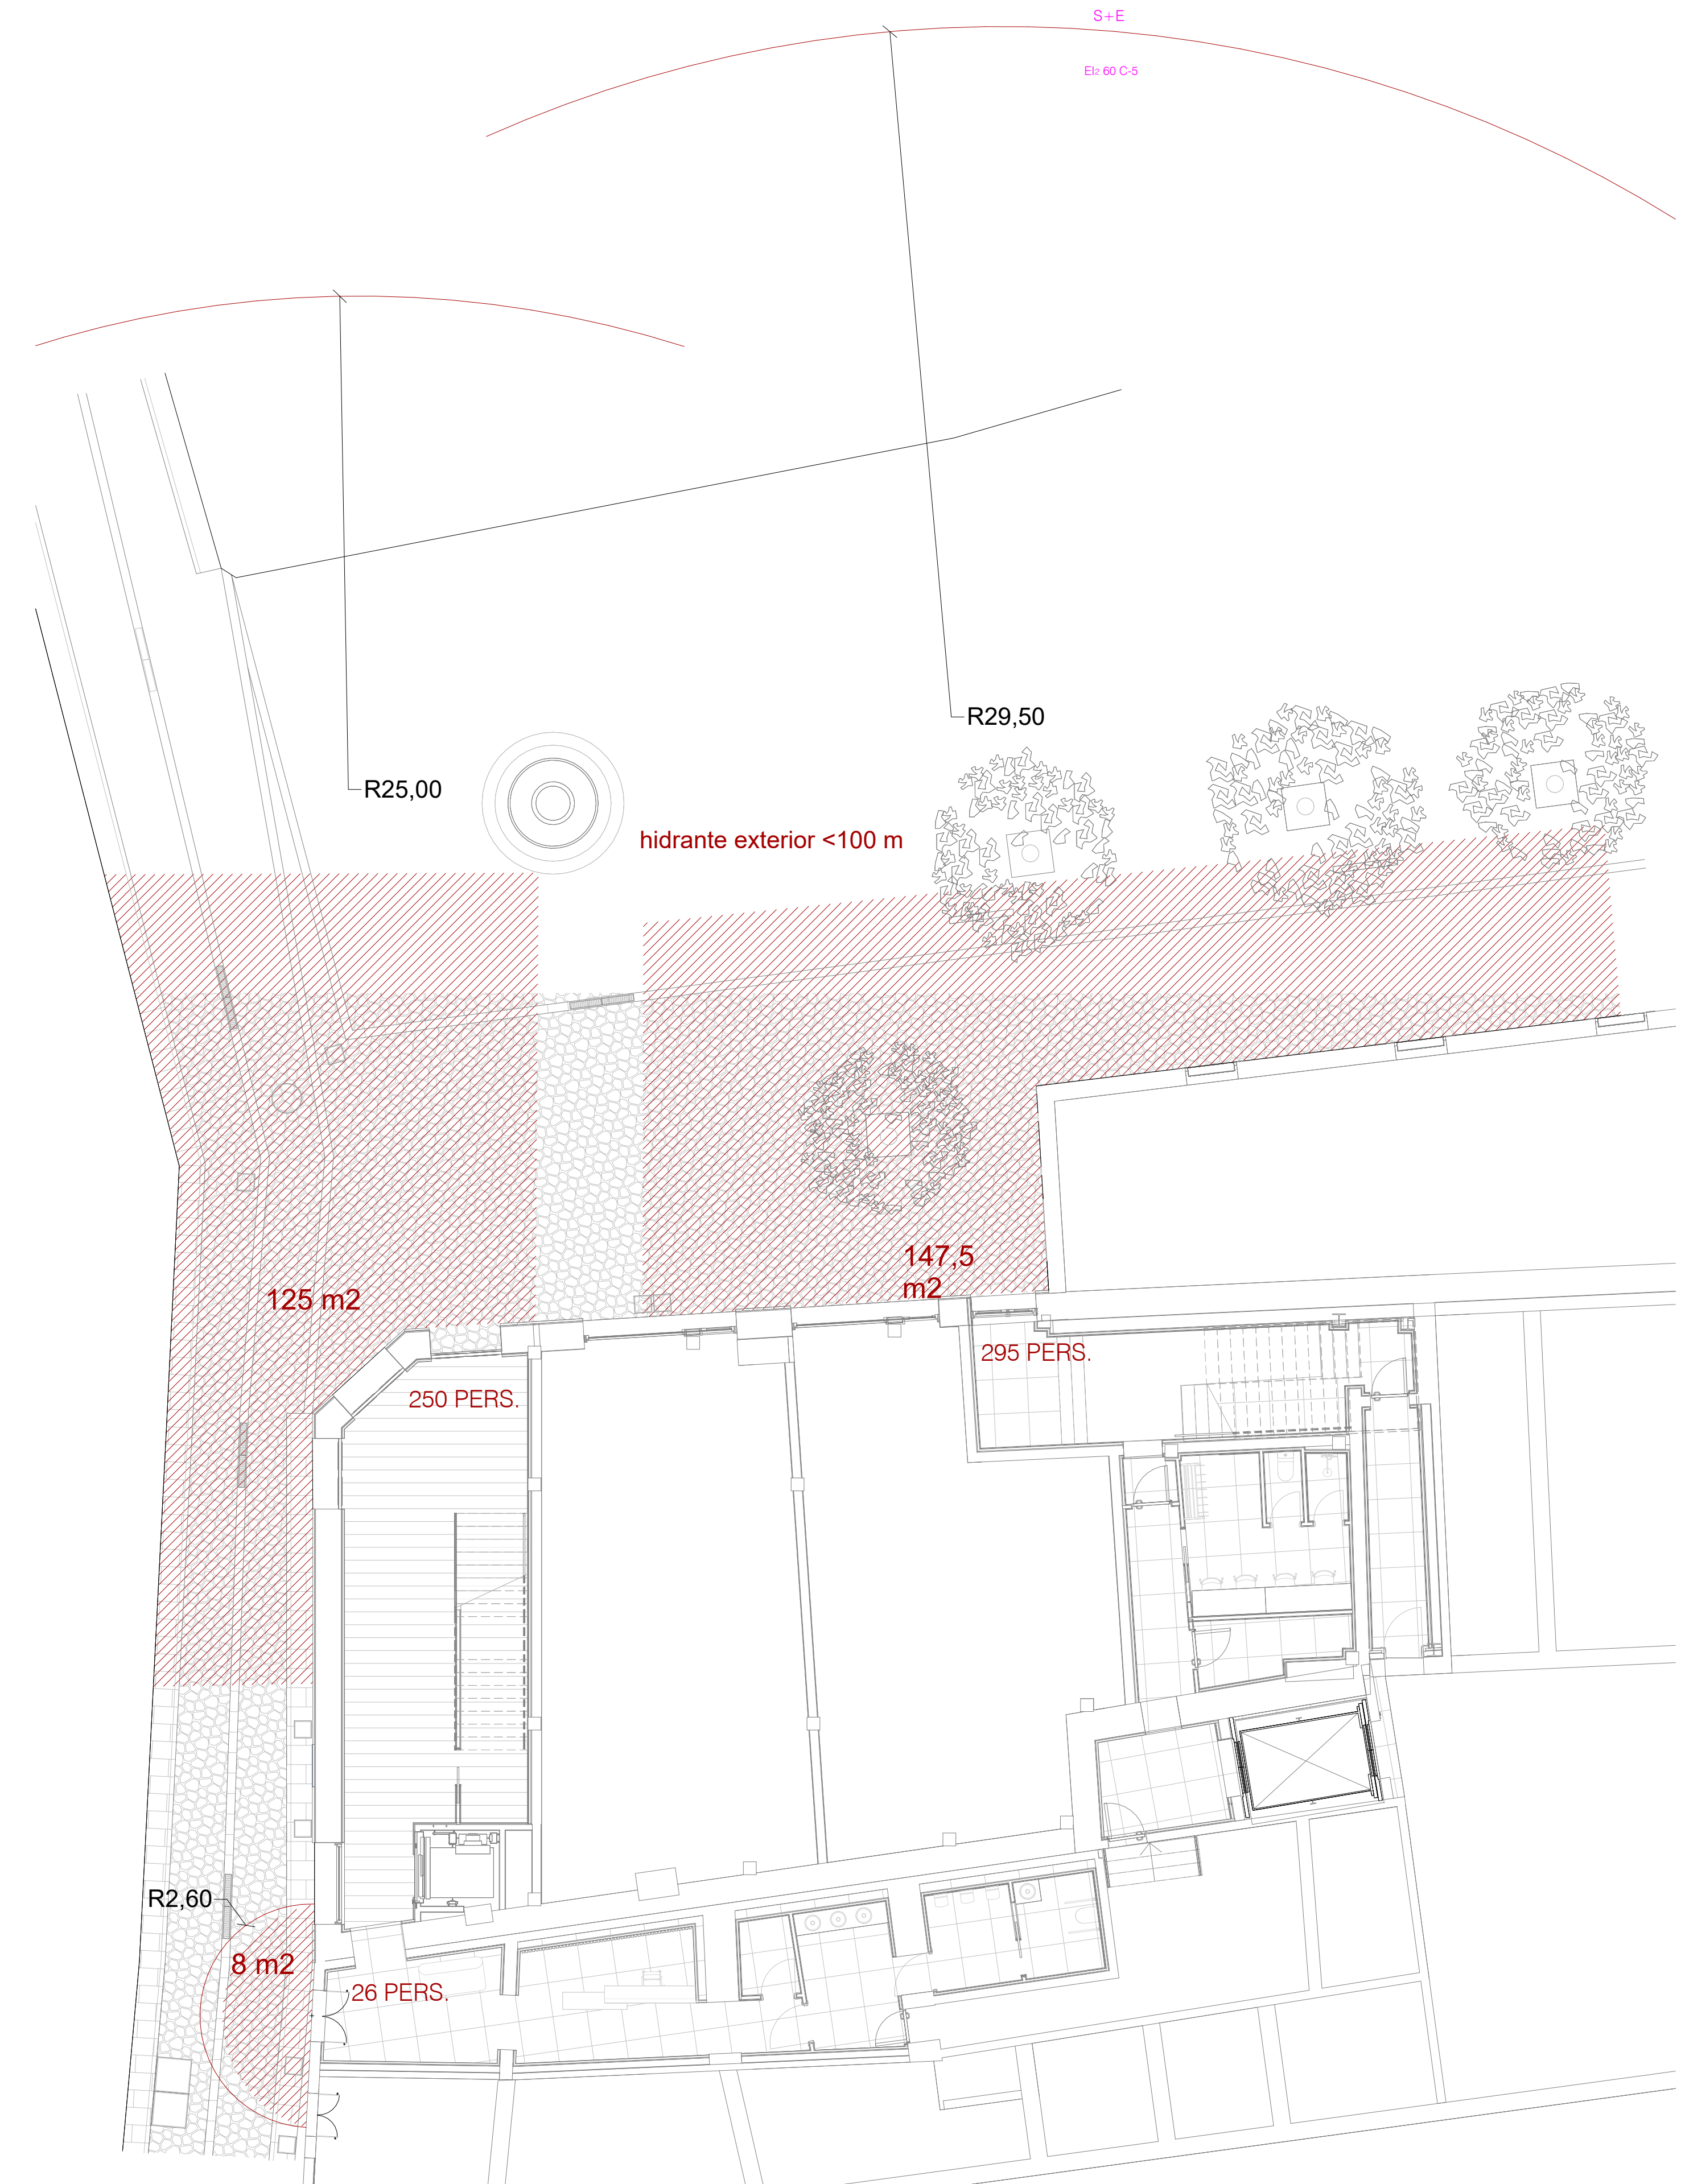 S+E
EI2 60 C-5
R29,50
R25,00
hidrante exterior <100 m
147,5
m2
125 m2
295 PERS.
250 PERS.
R2,60
8 m2
26 PERS.